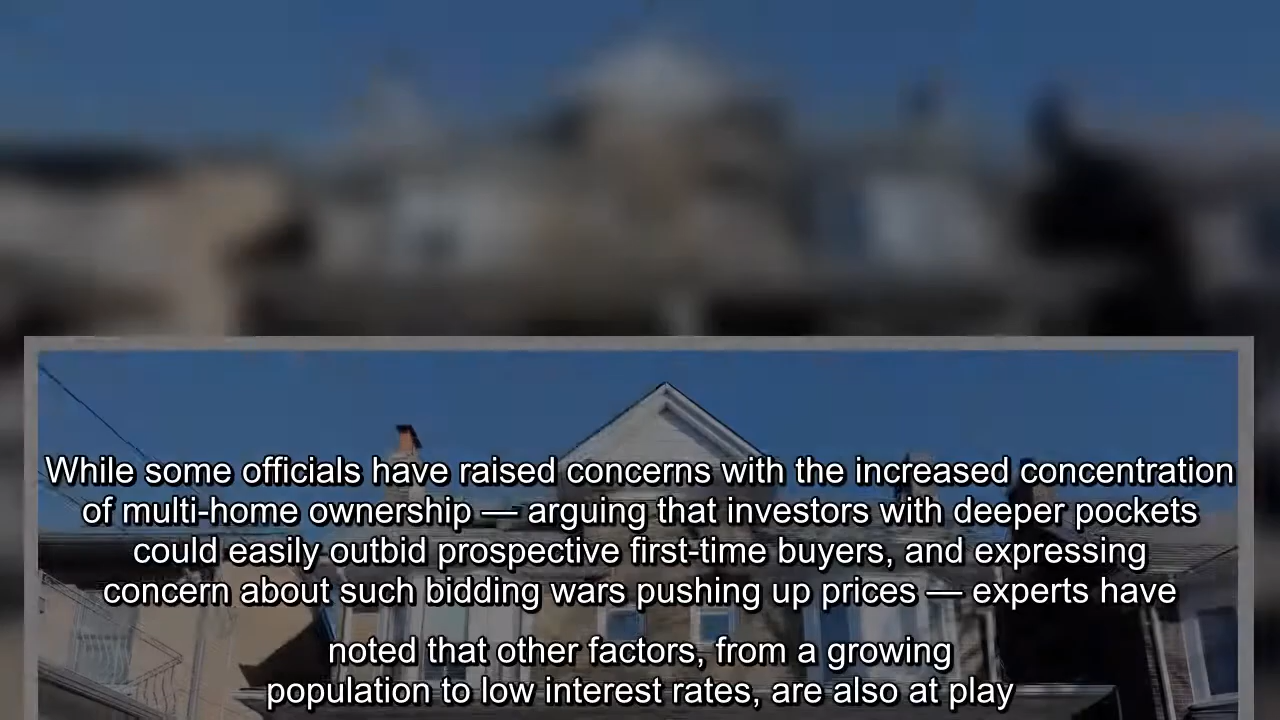 While some officials have raised concerns with the increased concentration
of multi-home ownership — arguing that investors with deeper pockets
could easily outbid prospective first-time buyers, and expressing
concern about such bidding wars pushing up prices — experts have
noted that other factors, from a growing
population to low interest rates, are also at play